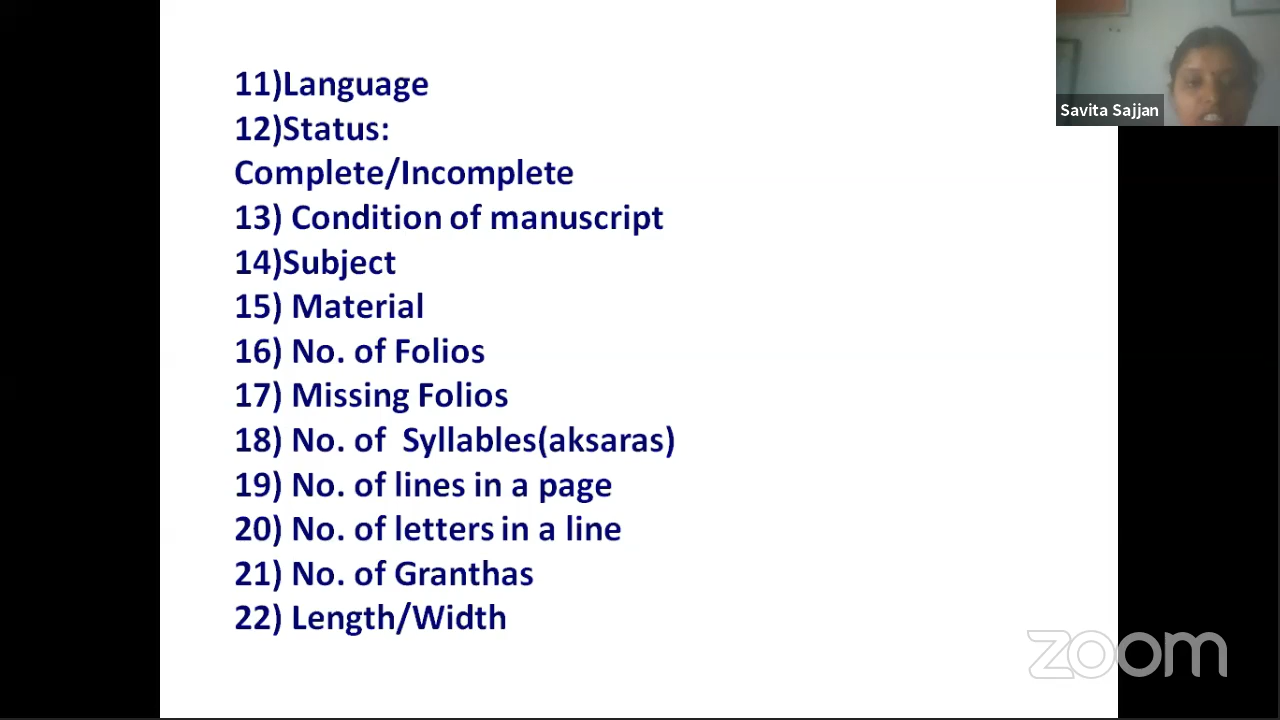 11)Language
12)Status:
Complete/Incomplete
13) Condition of manuscript
14)Subject
15) Material
16) No. of Folios
17) Missing Folios
18) No. of  Syllables(aksaras)
19) No. of lines in a page
20) No. of letters in a line
21) No. of Granthas
22) Length/Width
Savita Sajjan
zoom